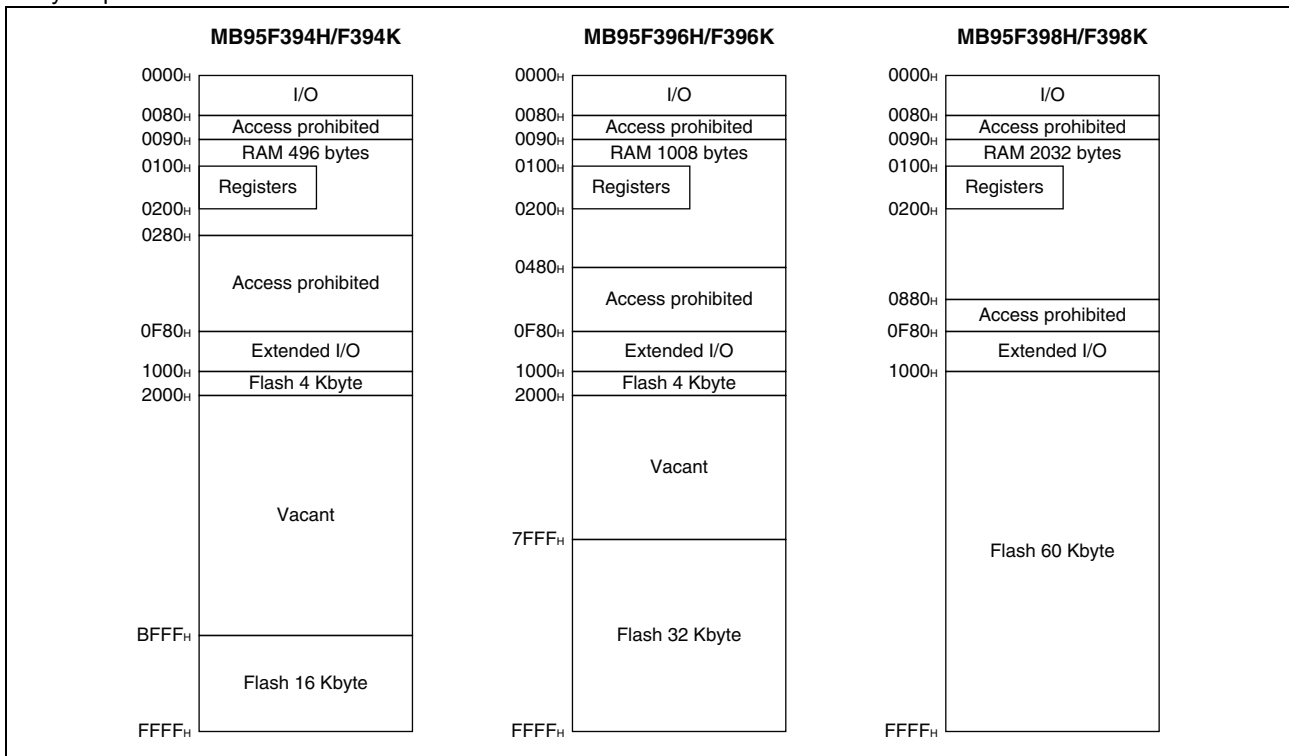 MB95F394H/F394K
0000H
I/O
0080H
Access prohibited
0090H
RAM 496 bytes
0100H
Registers
0200H
0280H
Access prohibited
0F80H
Extended I/O
1000H
Flash 4 Kbyte
2000H
Vacant
BFFFH
Flash 16 Kbyte
FFFFH
MB95F396H/F396K
0000H
I/O
0080H
Access prohibited
0090H
RAM 1008 bytes
0100H
Registers
0200H
0480H
Access prohibited
0F80H
Extended I/O
1000H
Flash 4 Kbyte
2000H
Vacant
7FFFH
Flash 32 Kbyte
FFFFH
MB95F398H/F398K
0000H
I/O
0080H
Access prohibited
0090H
RAM 2032 bytes
0100H
Registers
0200H
0880H
Access prohibited
0F80H
Extended I/O
1000H
Flash 60 Kbyte
FFFFH